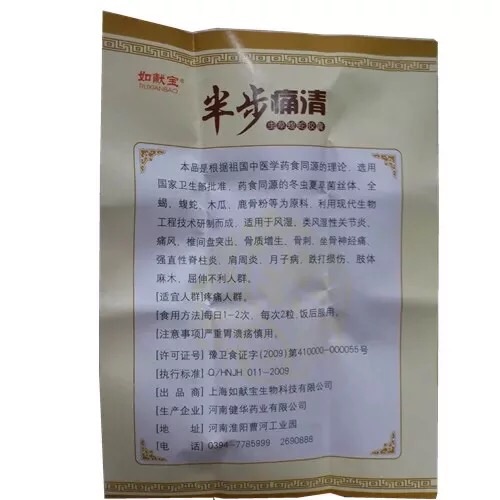 如献宝®
RUXIANBAO
半步痛清
本品是根据祖国中医学药食同源的理论，选用
国家卫生部批准、药食同源的冬虫夏草菌丝体、全
蝎、蝮蛇、木瓜、鹿骨粉等为原料，利用现代生物
工程技术研制而成、适用于风湿、类风湿性关节炎、
痛风、椎间盘突出、骨质增生、骨刺、坐骨神经痛、
强直性脊柱炎、肩周炎、月子病、跌打损伤、肢体
麻木、屈伸不利人群。
[适宜人群]疼痛人群。
[食用方法]每日1-2次，每次2粒，饭后服用。
[注意事项]严重胃溃疡慎用。
[许可证号] 豫卫食证字(2009)第410000-000055号
[执行标准] Q/HNJH 011-2009
[出 品 商] 上海如献宝生物科技有限公司
[生产企业] 河南健华药业有限公司
[地 址] 河南淮阳曹河工业园
[电 话] 0394-7785999 2690888